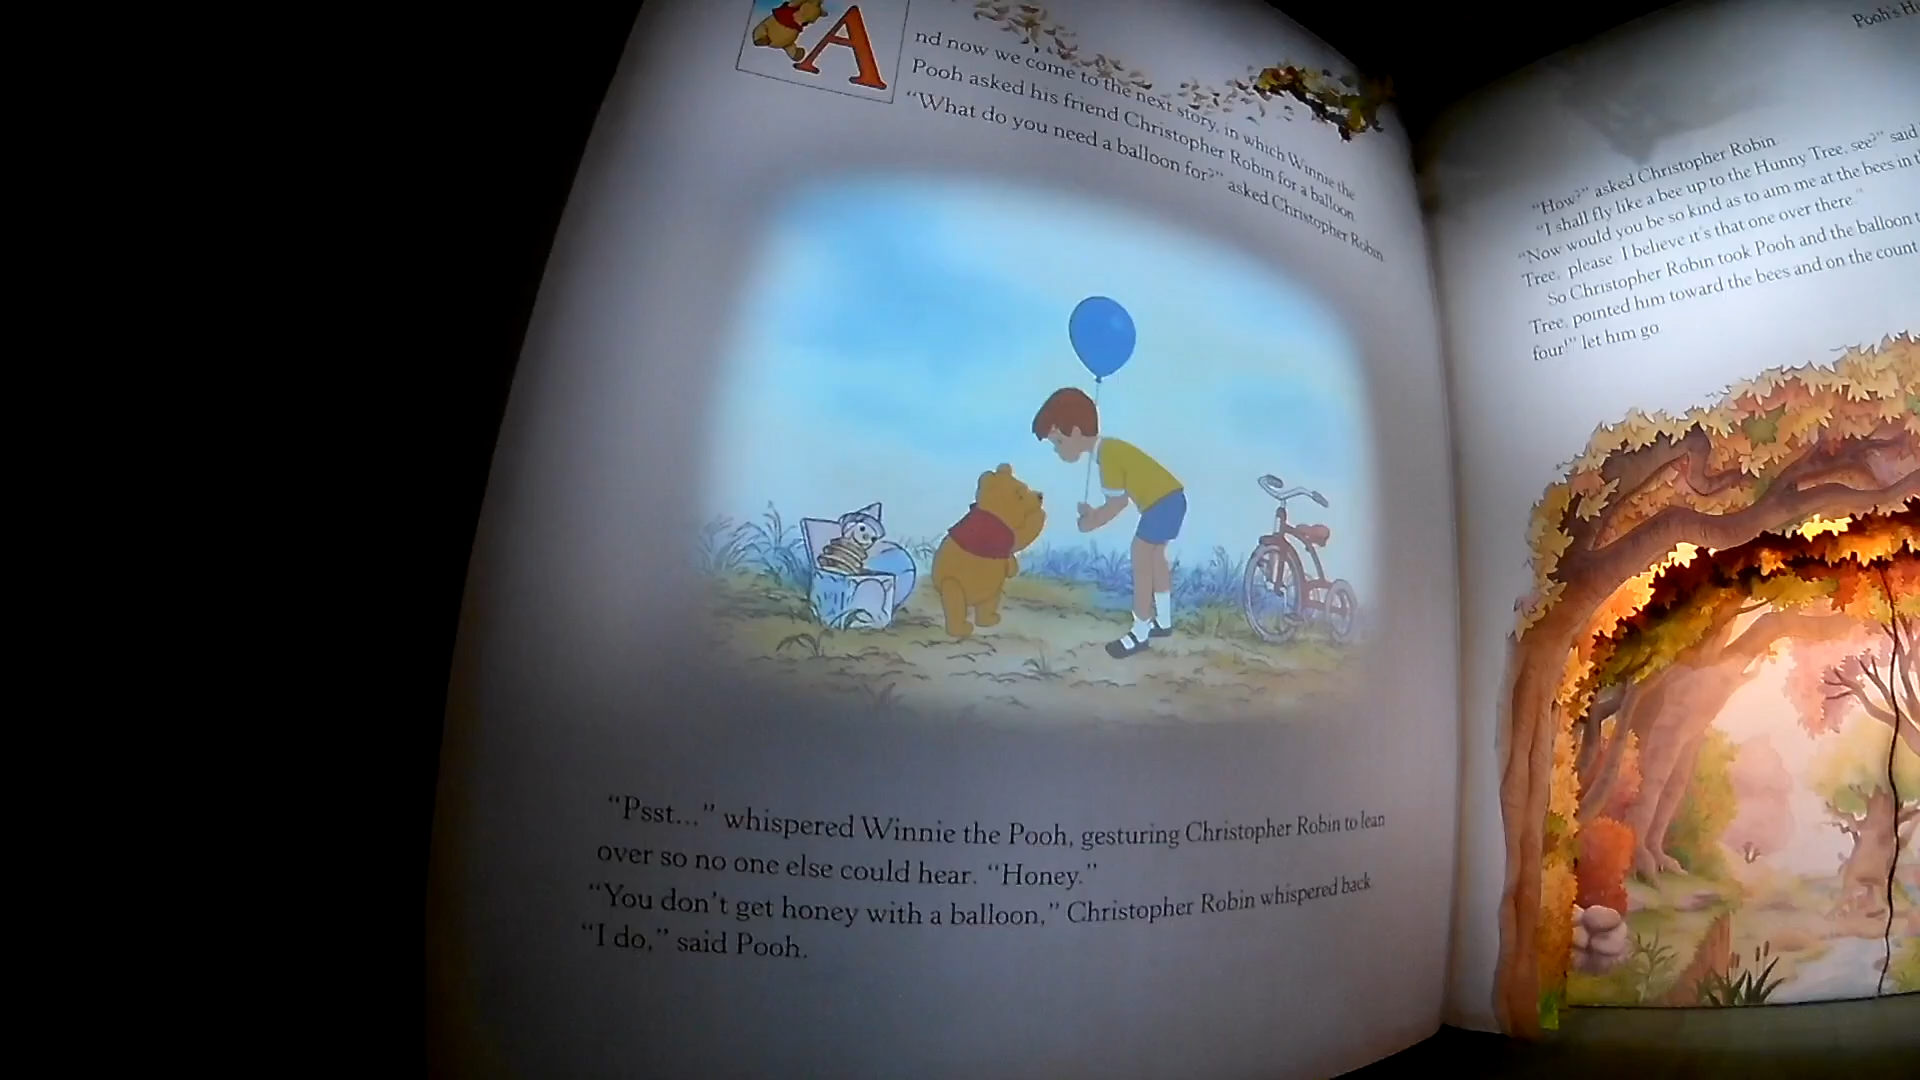 And now we come to the next story, in which Winnie the
Pooh asked his friend Christopher Robin for a balloon.
“What do you need a balloon for?” asked Christopher Robin.
“Psst...” whispered Winnie the Pooh, gesturing Christopher Robin to lean
over so no one else could hear. “Honey.”
“You don’t get honey with a balloon,” Christopher Robin whispered back.
“I do,” said Pooh.
Pooh’s
“How?” asked Christopher Robin.
“I shall fly like a bee up to the Hunny Tree, see?” said
“Now would you be so kind as to aim me at the bees in
Tree, please. I believe it’s that one over there.”
So Christopher Robin took Pooh and the balloon
Tree, pointed him toward the bees and on the count
four!” let him go.